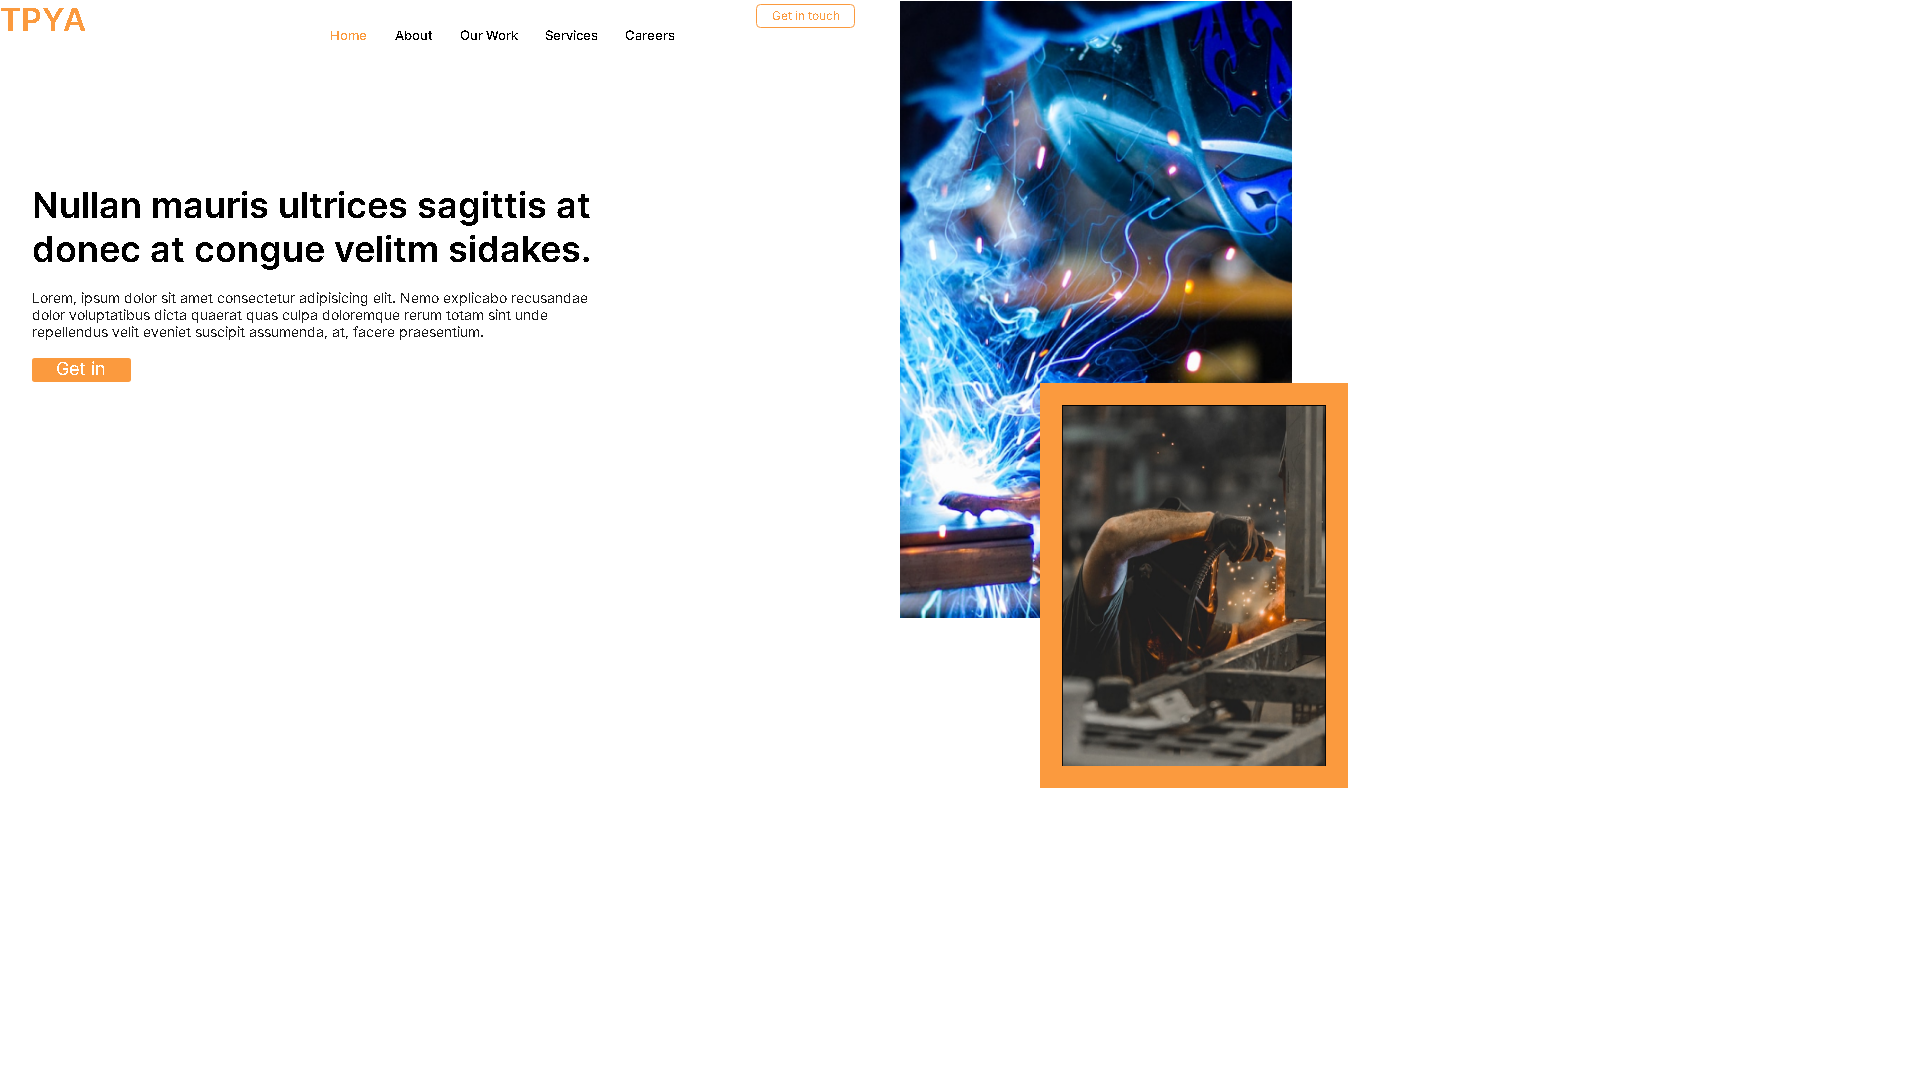 TPYA
Home About Our Work Services Careers
Get in touch
Nullan mauris ultrices sagittis at
donec at congue velitm sidakes.
Lorem, ipsum dolor sit amet consectetur adipisicing elit. Nemo explicabo recusandae
dolor voluptatibus dicta quaerat quas culpa doloremque rerum totam sint unde
repellendus velit eveniet suscipit assumenda, at, facere praesentium.
Get in